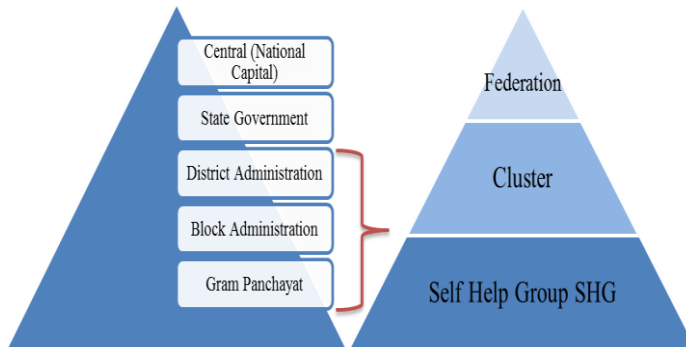 Central (National
Capital)
State Government
District Administration
Block Administration
Gram Panchayat
Federation
Cluster
Self Help Group SHG